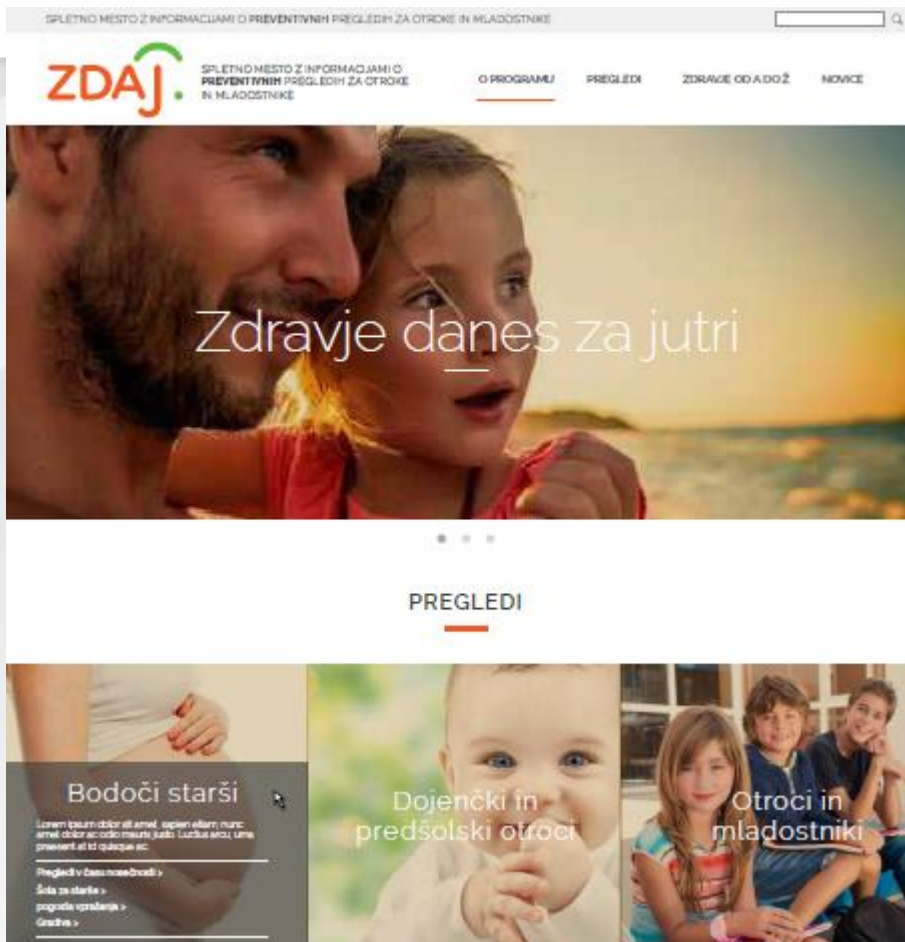 SPLETNO MESTO Z INFORMACIJAMI O PREVENTIVNIH PREGLEDIH ZA OTROKE IN MLADOSTNIKE
ZDAJ.
SPLETNO MESTO Z INFORMACIJAMI O
PREVENTIVNIH PREGLEDIH ZA OTROKE
IN MLADOSTNIKE
O PROGRAMU PREGLEDI ZDRAVJE OD A DO Ž NOVICE
Zdravje danes za jutri
PREGLEDI
Bodoči starši
Lorem ipsum dolor sit amet, sapien etiam, nunc
amet dolor ac odio mauris justo. Luctus arcu, urna
praesent at id quisque ac.
Pregledi v času nosečnosti >
Šola za starše >
pogosta vprašanja >
Gradiva >
Dojenčki in
predšolski otroci
Otroci in
mladostniki